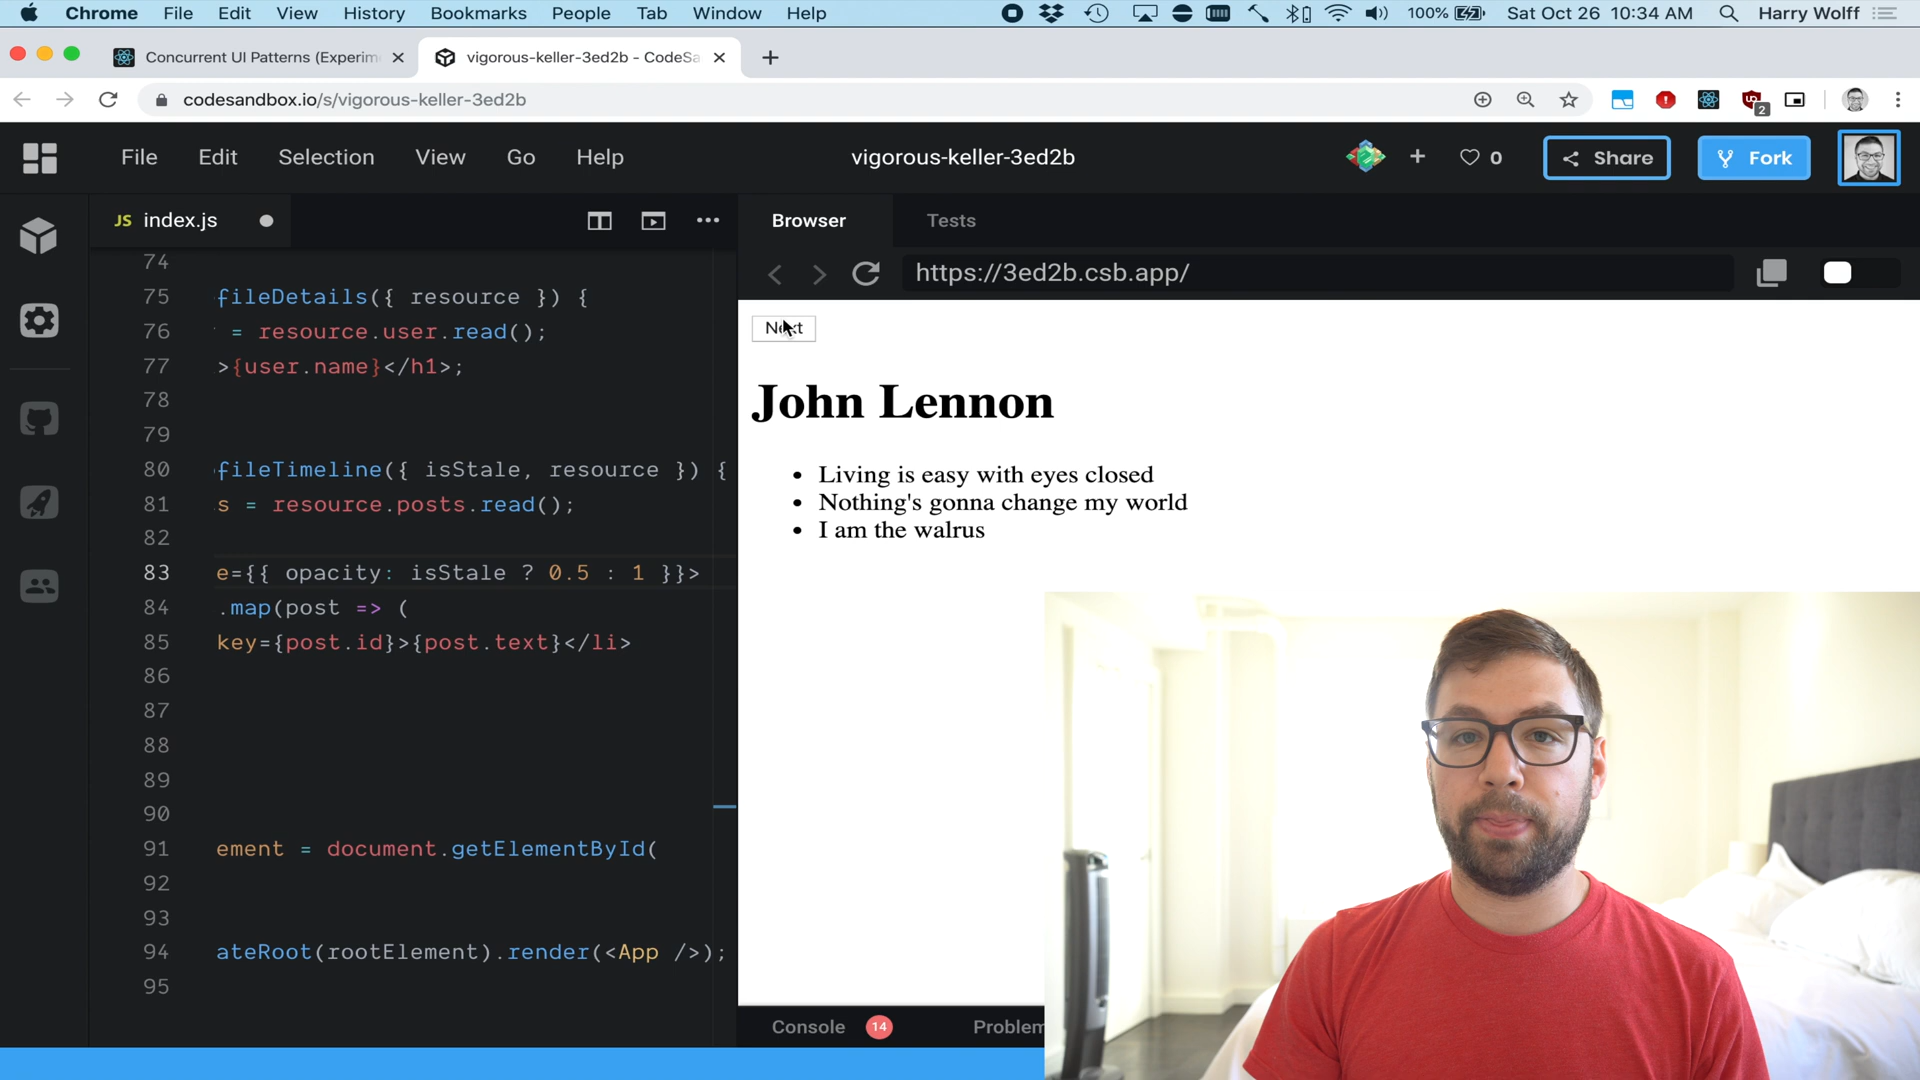 Chrome File Edit View History Bookmarks People Tab Window Help 100% Sat Oct 26 10:34 AM Harry Wolff
Concurrent UI Patterns (Experim
vigorous-keller-3ed2b - CodeSa
codesandbox.io/s/vigorous-keller-3ed2b
2
File Edit Selection View Go Help
vigorous-keller-3ed2b
0
Share
Fork
JS index.js
Browser
Tests
https://3ed2b.csb.app/
74
75 fileDetails({ resource }) {
76 = resource.user.read();
77 >{user.name}</h1>;
78
79
80 fileTimeline({ isStale, resource }) {
81 s = resource.posts.read();
82
83 e={{ opacity: isStale ? 0.5 : 1 }}>
84 .map(post => (
85 key={post.id}>{post.text}</li>
86
87
88
89
90
91 ement = document.getElementById(
92
93
94 ateRoot(rootElement).render(<App />);
95
Next
John Lennon
• Living is easy with eyes closed
• Nothing's gonna change my world
• I am the walrus
Console 14
Problem